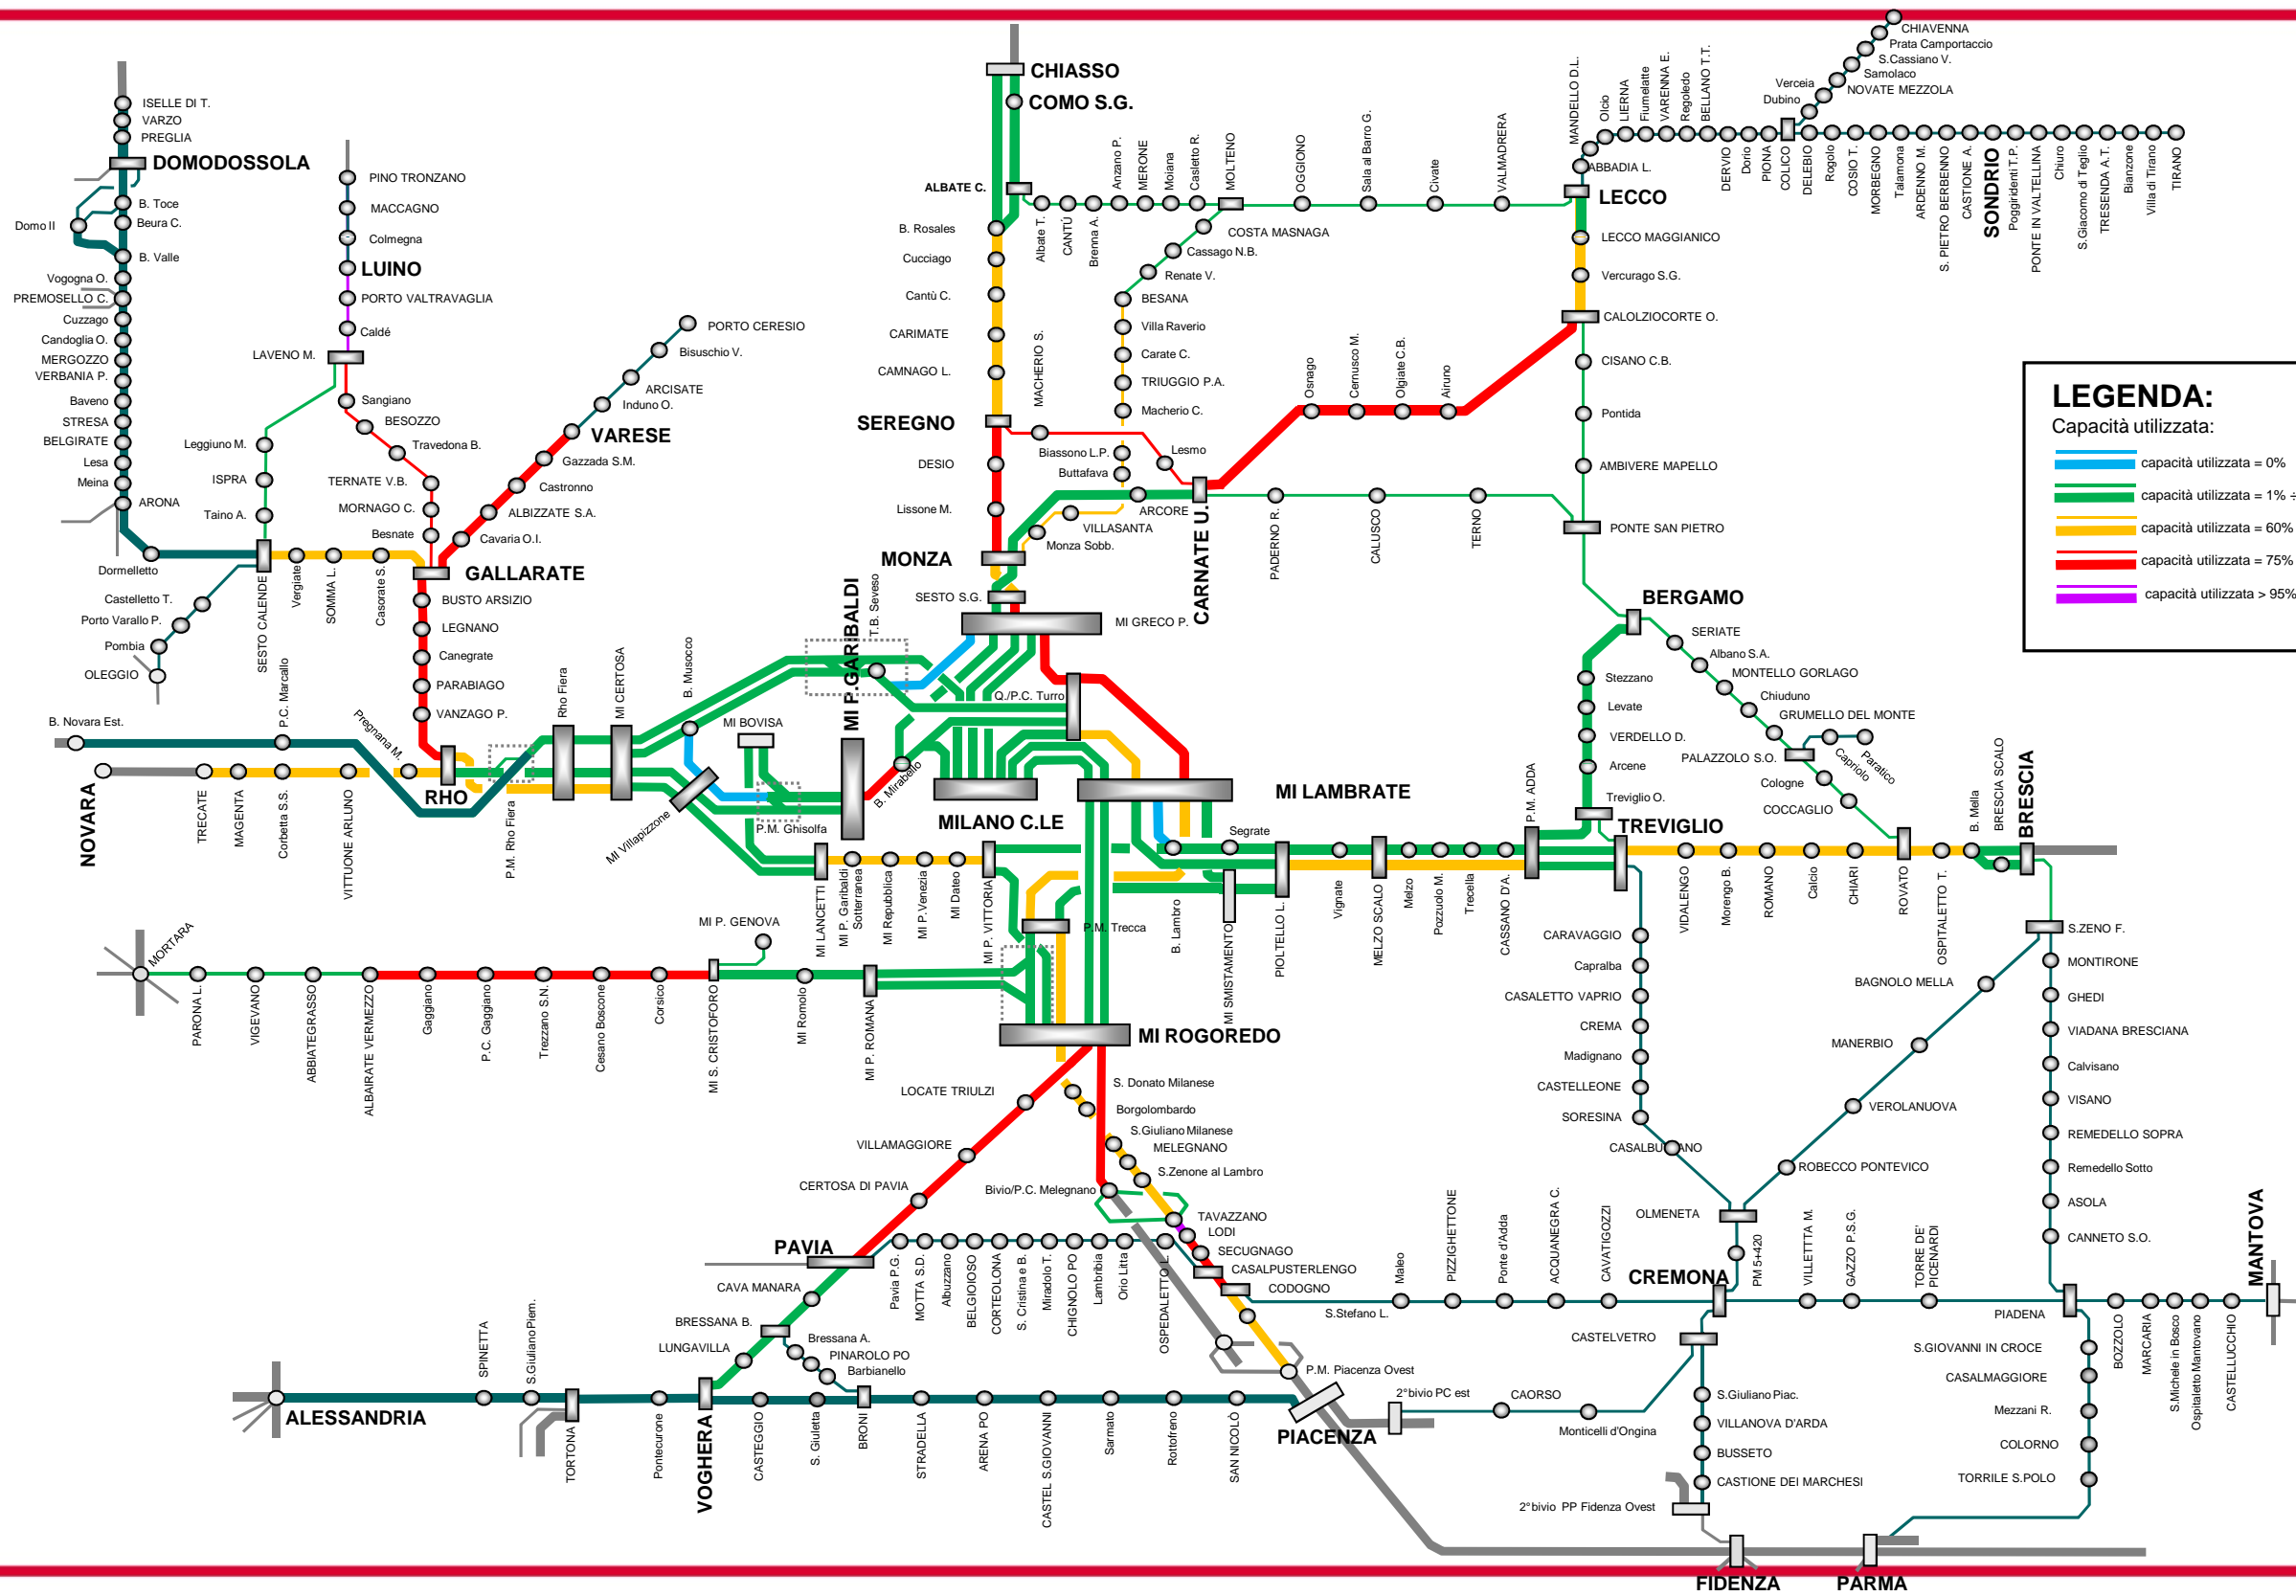 CHIASSO
COMO S.G.
ALBATE C.
B. Rosales
Cucciago
Cantù C.
CARIMATE
CAMNAGO L.
SEREGNO
DESIO
Lissone M.
MONZA
SESTO S.G.
MI GRECO P.
ISELLE DI T.
VARZO
PREGLIA
DOMODOSSOLA
B. Toce
Domo II
Beura C.
B. Valle
Vogogna O.
PREMOSELLO C.
Cuzzago
Candoglia O.
MERGOZZO
VERBANIA P.
Baveno
STRESA
BELGIRATE
Lesa
Meina
ARONA
Dormelletto
Castelletto T.
Porto Varallo P.
Pombia
OLEGGIO
PINO TRONZANO
MACCAGNO
Colmegna
LUINO
PORTO VALTRAVAGLIA
Caldé
LAVENO M.
Sangiano
BESOZZO
Travedona B.
TERNATE V.B.
MORNAGO C.
Besnate
Leggiuno M.
ISPRA
Taino A.
SESTO CALENDE
Vergiate
SOMMA L.
Casorate S.
PORTO CERESIO
Bisuschio V.
ARCISATE
Induno O.
VARESE
Gazzada S.M.
Castronno
ALBIZZATE S.A.
Cavaria O.I.
GALLARATE
BUSTO ARSIZIO
LEGNANO
Canegrate
PARABIAGO
VANZAGO P.
RHO
B. Novara Est.
P.C. Marcallo
Pregnana M.
NOVARA
TRECATE
MAGENTA
Corbetta S.S.
VITTUONE ARLUNO
P.M. Rho Fiera
Rho Fiera
MI CERTOSA
B. Musocco
MI Villapizzone
MI BOVISA
P.M. Ghisolfa
MI P.GARIBALDI
T.B. Seveso
B. Mirabello
Q./P.C. Turro
MILANO C.LE
MI LAMBRATE
MI LANCETTI
MI P. Garibaldi
Sotterranea
MI Repubblica
MI P.Venezia
MI Dateo
MI P. VITTORIA
P.M. Trecca
B. Lambro
Segrate
MI SMISTAMENTO
PIOLTELLO L.
Vignate
MELZO SCALO
Melzo
Pozzuolo M.
Trecella
CASSANO D'A.
P.M. ADDA
TREVIGLIO
Treviglio O.
Arcene
VERDELLO D.
Levate
Stezzano
BERGAMO
SERIATE
Albano S.A.
MONTELLO GORLAGO
Chiuduno
GRUMELLO DEL MONTE
PALAZZOLO S.O.
Capriolo
Paratico
Cologne
COCCAGLIO
VIDALENGO
Morengo B.
ROMANO
Calcio
CHIARI
ROVATO
OSPITALETTO T.
B. Mella
BRESCIA SCALO
BRESCIA
Albate T.
CANTÙ
Brenna A.
Anzano P.
MERONE
Moiana
Casletto R.
MOLTENO
OGGIONO
Sala al Barro G.
Civate
VALMADRERA
LECCO
COSTA MASNAGA
Cassago N.B.
Renate V.
BESANA
Villa Raverio
Carate C.
TRIUGGIO P.A.
Macherio C.
Biassono L.P.
Buttafava
VILLASANTA
Monza Sobb.
MACHERIO S.
Lesmo
ARCORE
CARNATE U.
Osnago
Cernusco M.
Olgiate C.B.
Airuno
PADERNO R.
CALUSCO
TERNO
PONTE SAN PIETRO
AMBIVERE MAPELLO
Pontida
CISANO C.B.
CALOLZIOCORTE O.
Vercurago S.G.
LECCO MAGGIANICO
ABBADIA L.
MANDELLO D.L.
Olcio
LIERNA
Fiumelatte
VARENNA E.
Regoledo
BELLANO T.T.
DERVIO
Dorio
PIONA
COLICO
Dubino
Verceia
NOVATE MEZZOLA
Samolaco
S.Cassiano V.
Prata Camportaccio
CHIAVENNA
DELEBIO
Rogolo
COSIO T.
MORBEGNO
Talamona
ARDENNO M.
S. PIETRO BERBENNO
CASTIONE A.
SONDRIO
Poggiridenti T.P.
PONTE IN VALTELLINA
Chiuro
S.Giacomo di Teglio
TRESENDA A.T.
Bianzone
Villa di Tirano
TIRANO
LEGENDA:
Capacità utilizzata:
capacità utilizzata = 0%
capacità utilizzata = 1% ÷
capacità utilizzata = 60%
capacità utilizzata = 75%
capacità utilizzata > 95%
MORTARA
PARONA L.
VIGEVANO
ABBIATEGRASSO
ALBAIRATE VERMEZZO
Gaggiano
P.C. Gaggiano
Trezzano S.N.
Cesano Boscone
Corsico
MI S. CRISTOFORO
MI P. GENOVA
MI Romolo
MI P. ROMANA
MI ROGOREDO
LOCATE TRIULZI
VILLAMAGGIORE
CERTOSA DI PAVIA
PAVIA
CAVA MANARA
BRESSANA B.
LUNGAVILLA
Bressana A.
PINAROLO PO
Barbianello
S. Donato Milanese
Borgolombardo
S.Giuliano Milanese
MELEGNANO
S.Zenone al Lambro
Bivio/P.C. Melegnano
TAVAZZANO
LODI
SECUGNAGO
CASALPUSTERLENGO
CODOGNO
S.Stefano L.
P.M. Piacenza Ovest
PIACENZA
Pavia P.G.
MOTTA S.D.
Albuzzano
BELGIOIOSO
CORTEOLONA
S. Cristina e B.
Miradolo T.
CHIGNOLO PO
Lambribia
Orio Litta
OSPEDALETTO L.
ALESSANDRIA
SPINETTA
S.Giuliano Piem.
TORTONA
Pontecurone
VOGHERA
CASTEGGIO
S. Giuletta
BRONI
STRADELLA
ARENA PO
CASTEL S.GIOVANNI
Sarmato
Rottofreno
SAN NICOLÒ
2°bivio PC est
CAORSO
Monticelli d'Ongina
CASTELVETRO
S.Giuliano Piac.
VILLANOVA D'ARDA
BUSSETO
CASTIONE DEI MARCHESI
2°bivio PP Fidenza Ovest
FIDENZA
PARMA
Maleo
PIZZIGHETTONE
Ponte d'Adda
ACQUANEGRA C.
CAVATIGOZZI
CREMONA
PM 5+420
OLMENETA
CARAVAGGIO
Capralba
CASALETTO VAPRIO
CREMA
Madignano
CASTELLEONE
SORESINA
ROBECCO PONTEVICO
VEROLANUOVA
MANERBIO
BAGNOLO MELLA
S.ZENO F.
MONTIRONE
GHEDI
VIADANA BRESCIANA
Calvisano
VISANO
REMEDELLO SOPRA
Remedello Sotto
ASOLA
CANNETO S.O.
PIADENA
VILLETTTA M.
GAZZO P.S.G.
TORRE DE'
PICENARDI
BOZZOLO
MARCARIA
S.Michele in Bosco
Ospitaletto Mantovano
CASTELLUCCHIO
MANTOVA
S.GIOVANNI IN CROCE
CASALMAGGIORE
Mezzani R.
COLORNO
TORRILE S.POLO